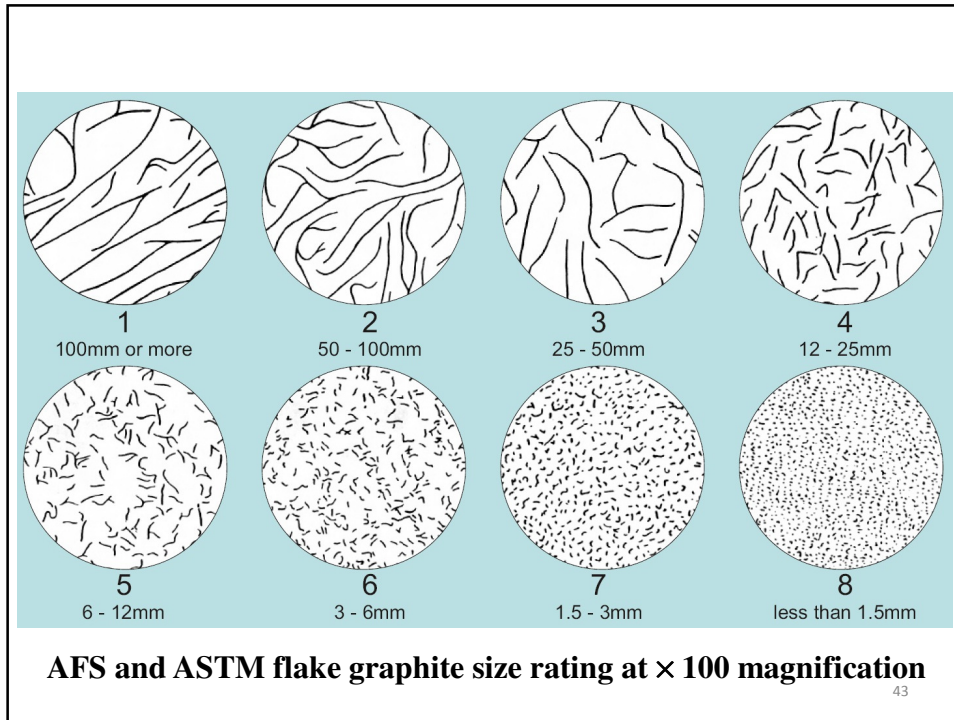 1 2 3 4
100mm or more 50 - 100mm 25 - 50mm 12 - 25mm
5 6 7 8
6 - 12mm 3 - 6mm 1.5 - 3mm less than 1.5mm
AFS and ASTM flake graphite size rating at × 100 magnification
43